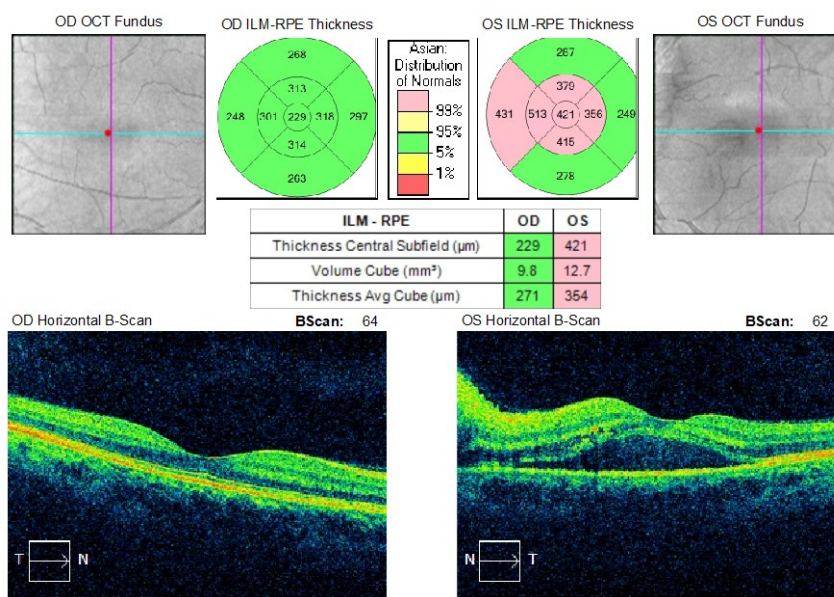 OD OCT Fundus
OD ILM-RPE Thickness
OS ILM-RPE Thickness
OS OCT Fundus
268
313
248 301 229 318 297
314
263
Asian:
Distribution
of Normals
99%
95%
5%
1%
287
379
431 513 421 356 249
415
278
ILM - RPE OD OS
Thickness Central Subfield (µm) 229 421
Volume Cube (mm³) 9.8 12.7
Thickness Avg Cube (µm) 271 354
OD Horizontal B-Scan BScan: 64
OS Horizontal B-Scan BScan: 62
T N
N T